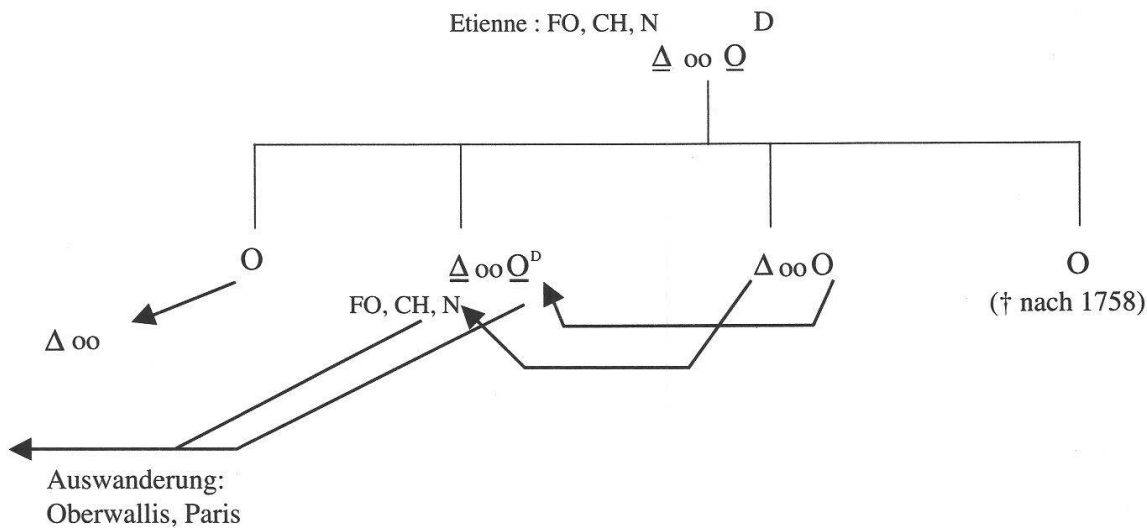 Etienne : FO, CH, N D
Δ oo O
O Δ oo O D Δ oo O O
FO, CH, N († nach 1758)
Δ oo
Auswanderung:
Oberwallis, Paris